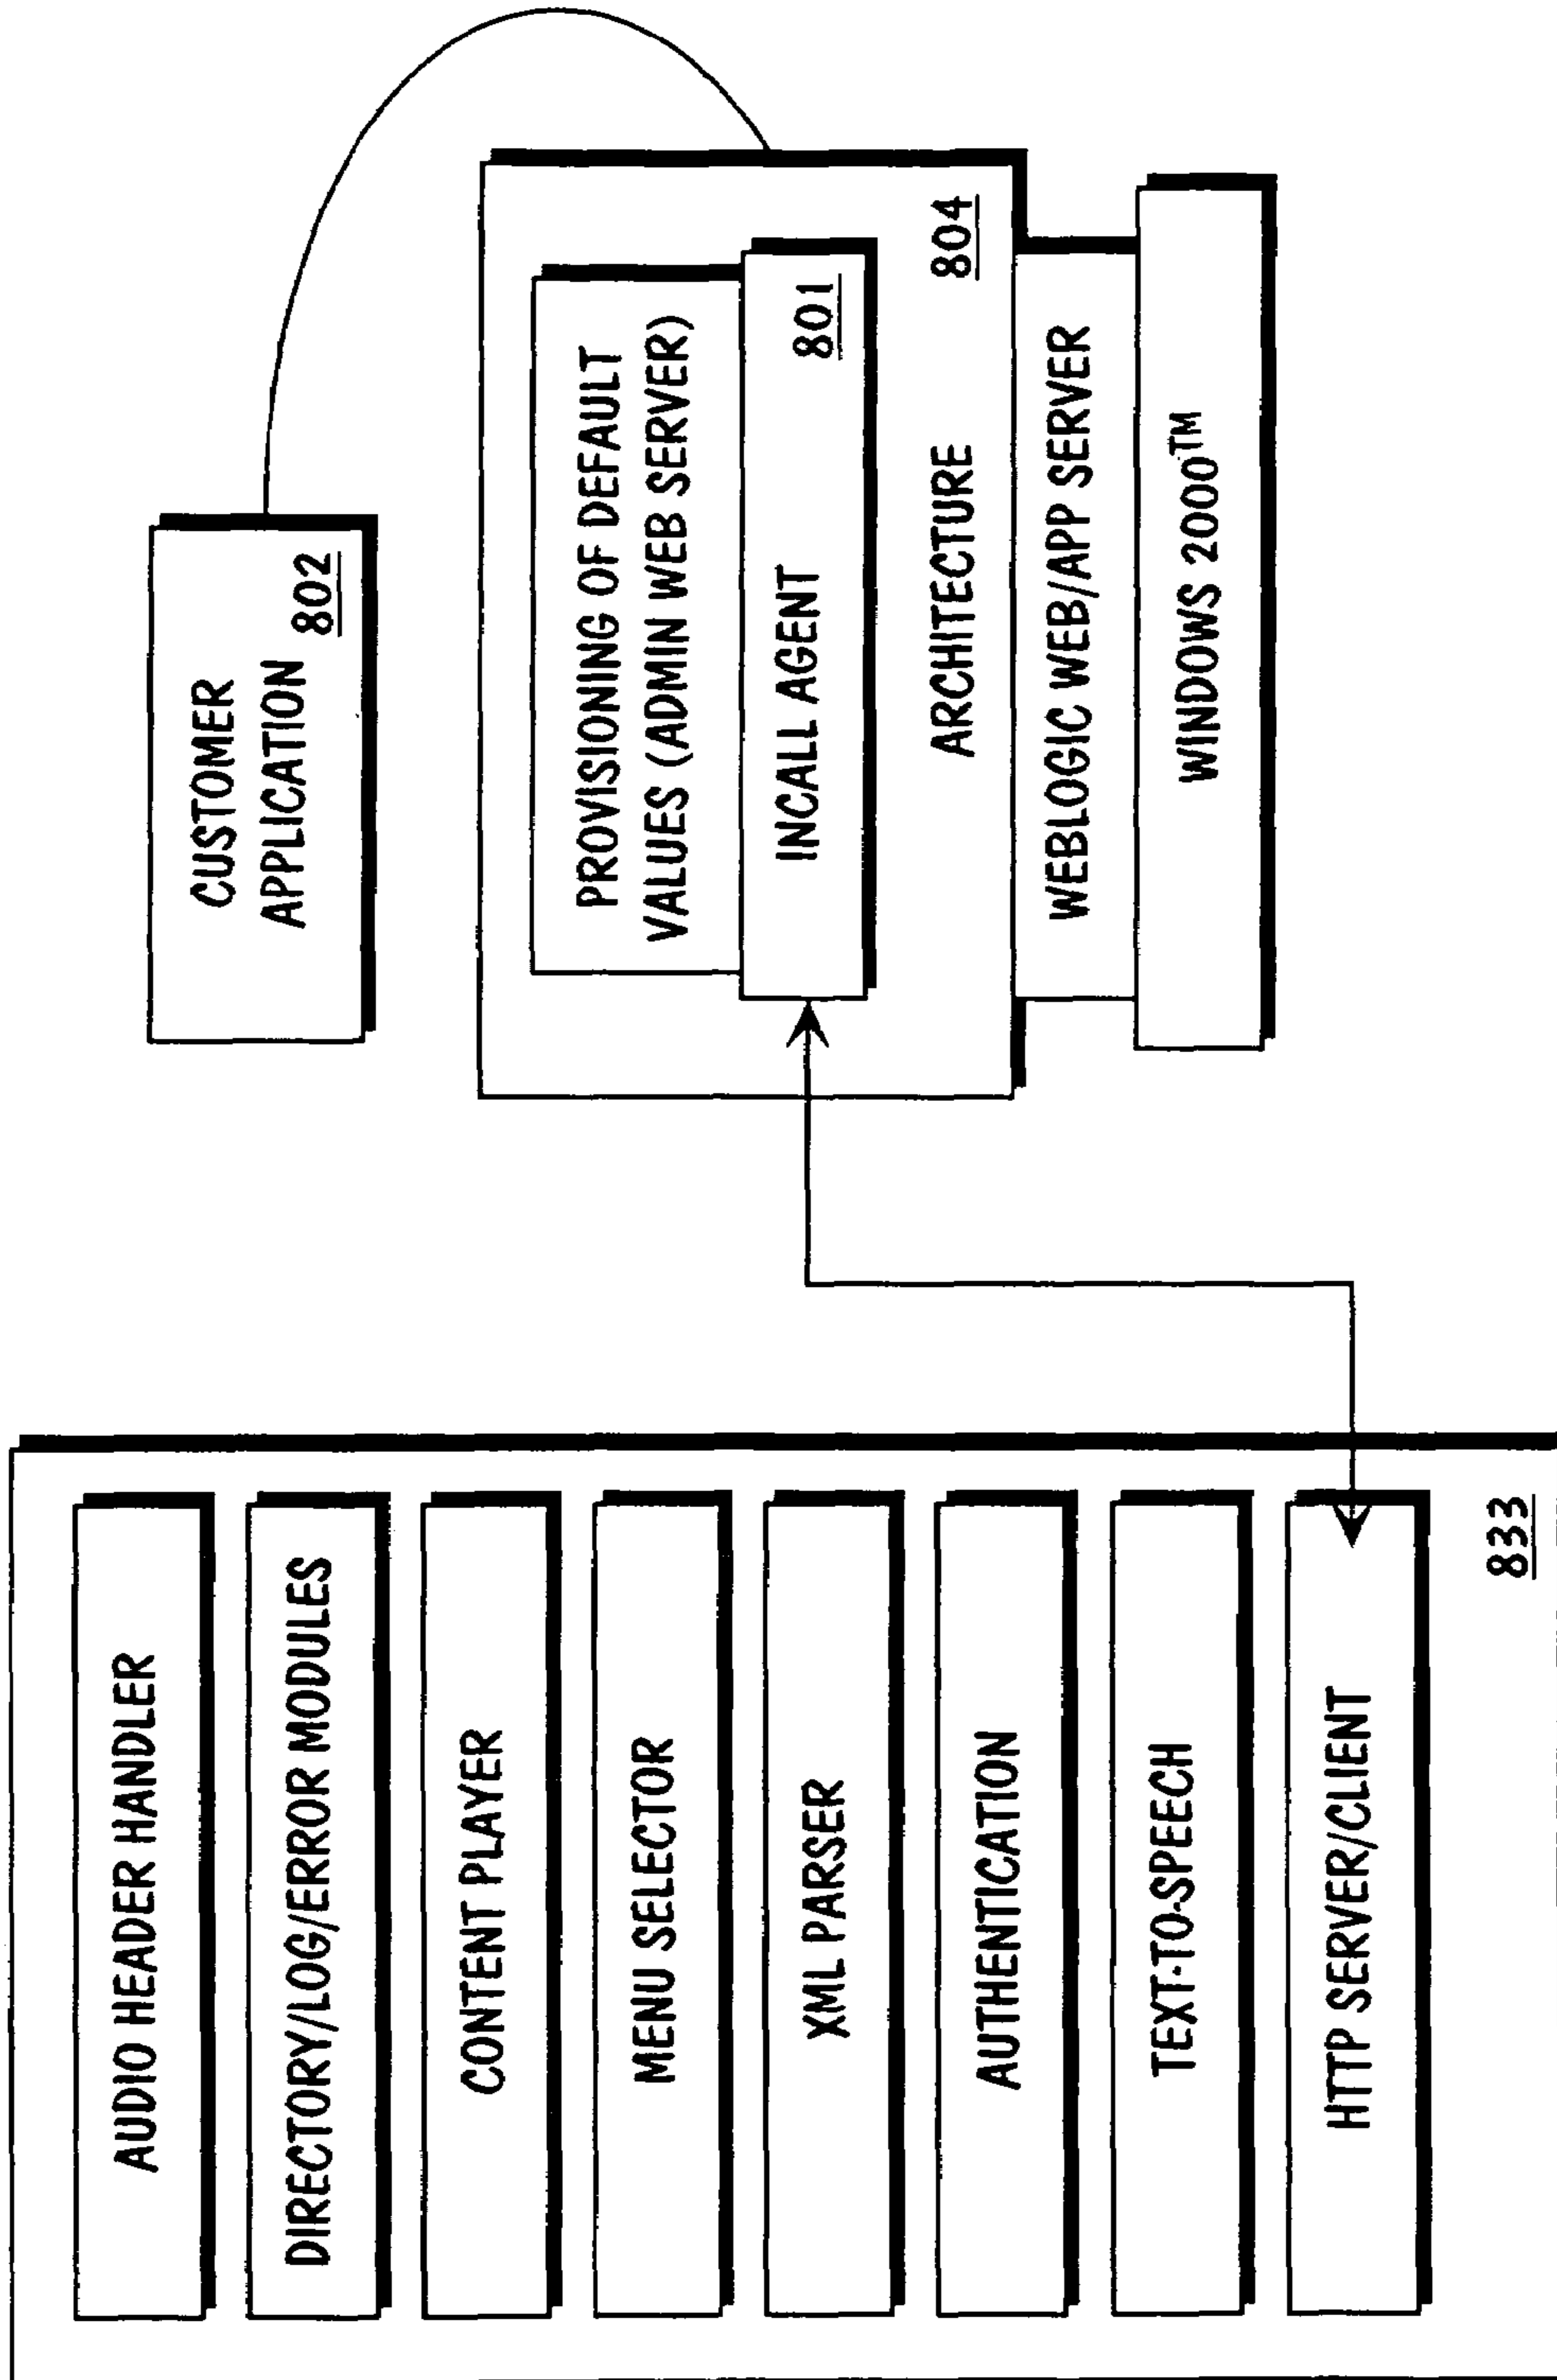 AUDIO HEADER HANDLER
DIRECTORY/LOG/ERROR MODULES
CONTENT PLAYER
MENU SELECTOR
XML PARSER
AUTHENTICATION
TEXT-TO-SPEECH
HTTP SERVER/CLIENT
833
CUSTOMER
APPLICATION 802
PROVISIONING OF DEFAULT
VALUES (ADMIN WEB SERVER)
INCALL AGENT 801
ARCHITECTURE 804
WEBLOGIC WEB/APP SERVER
WINDOWS 2000™